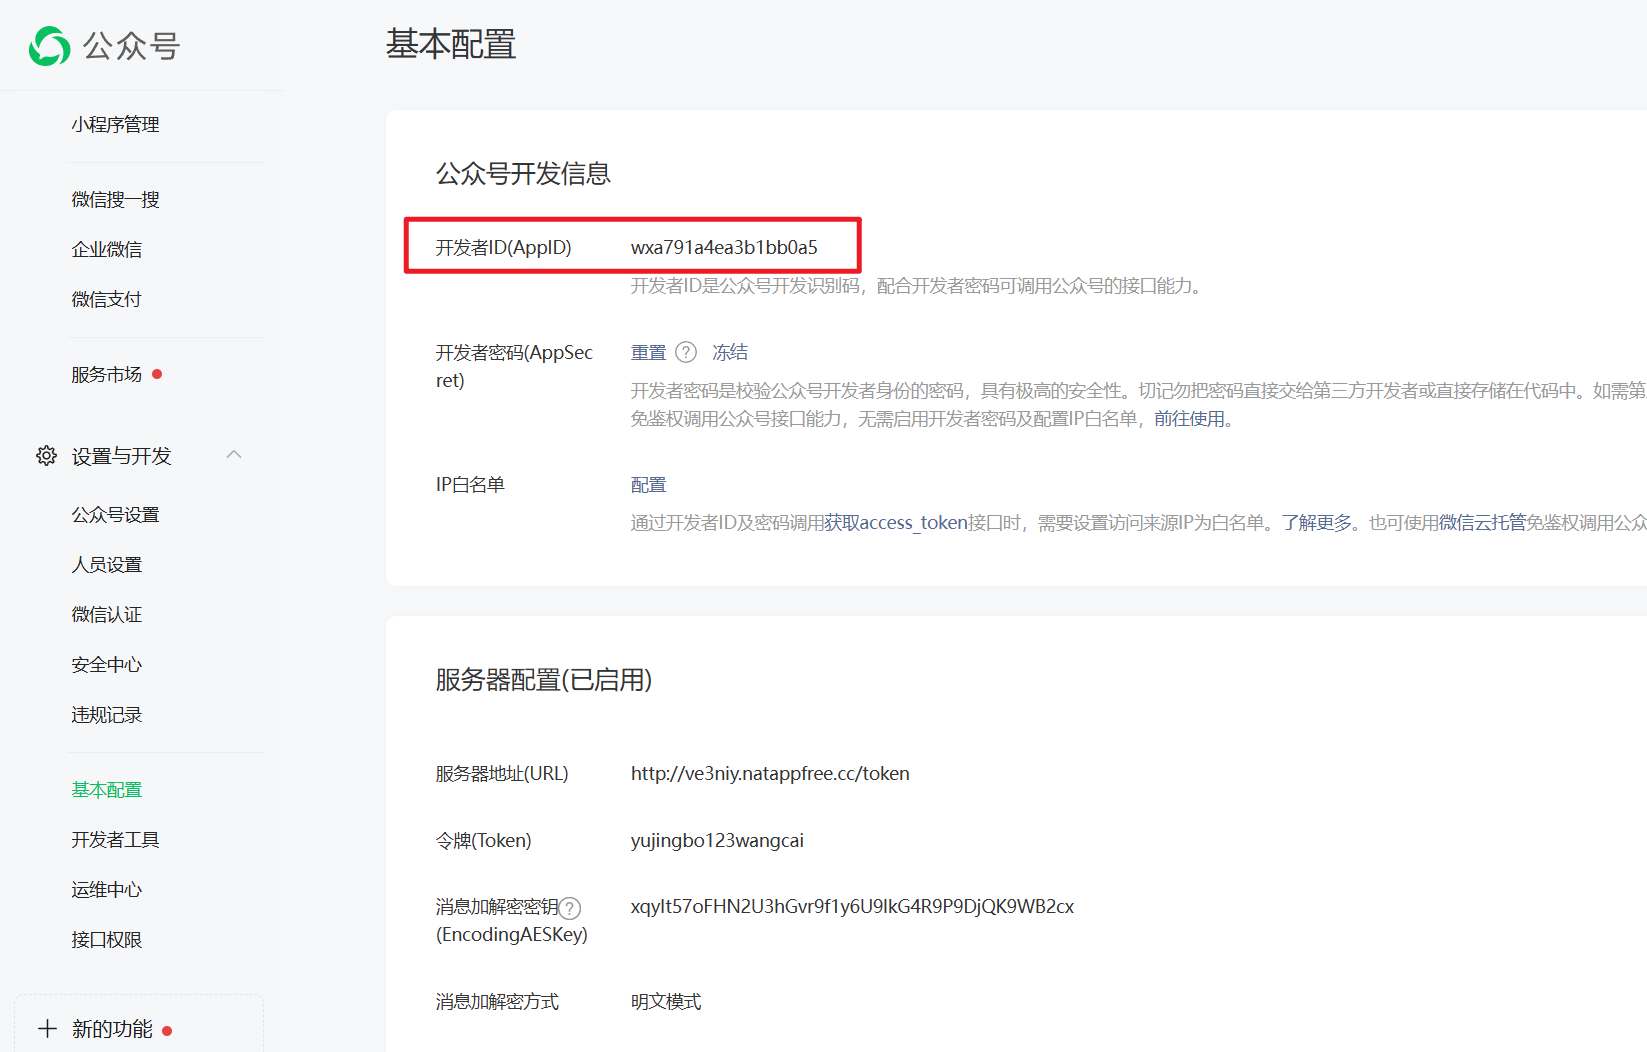 公众号
小程序管理
微信搜一搜
企业微信
微信支付
服务市场
设置与开发
公众号设置
人员设置
微信认证
安全中心
违规记录
基本配置
开发者工具
运维中心
接口权限
新的功能
基本配置
公众号开发信息
开发者ID(AppID) wxa791a4ea3b1bb0a5
开发者ID是公众号开发识别码，配合开发者密码可调用公众号的接口能力。
开发者密码(AppSec
ret)
重置 ? 冻结
开发者密码是校验公众号开发者身份的密码，具有极高的安全性。切记勿把密码直接交给第三方开发者或直接存储在代码中。如需第
免鉴权调用公众号接口能力，无需启用开发者密码及配置IP白名单，前往使用。
IP白名单 配置
通过开发者ID及密码调用获取access_token接口时，需要设置访问来源IP为白名单。了解更多。也可使用微信云托管免鉴权调用公众
服务器配置(已启用)
服务器地址(URL) http://ve3niy.natappfree.cc/token
令牌(Token) yujingbo123wangcai
消息加解密密钥 ?
(EncodingAESKey)
xqyIt57oFHN2U3hGvr9f1y6U9IkG4R9P9DjQK9WB2cx
消息加解密方式 明文模式